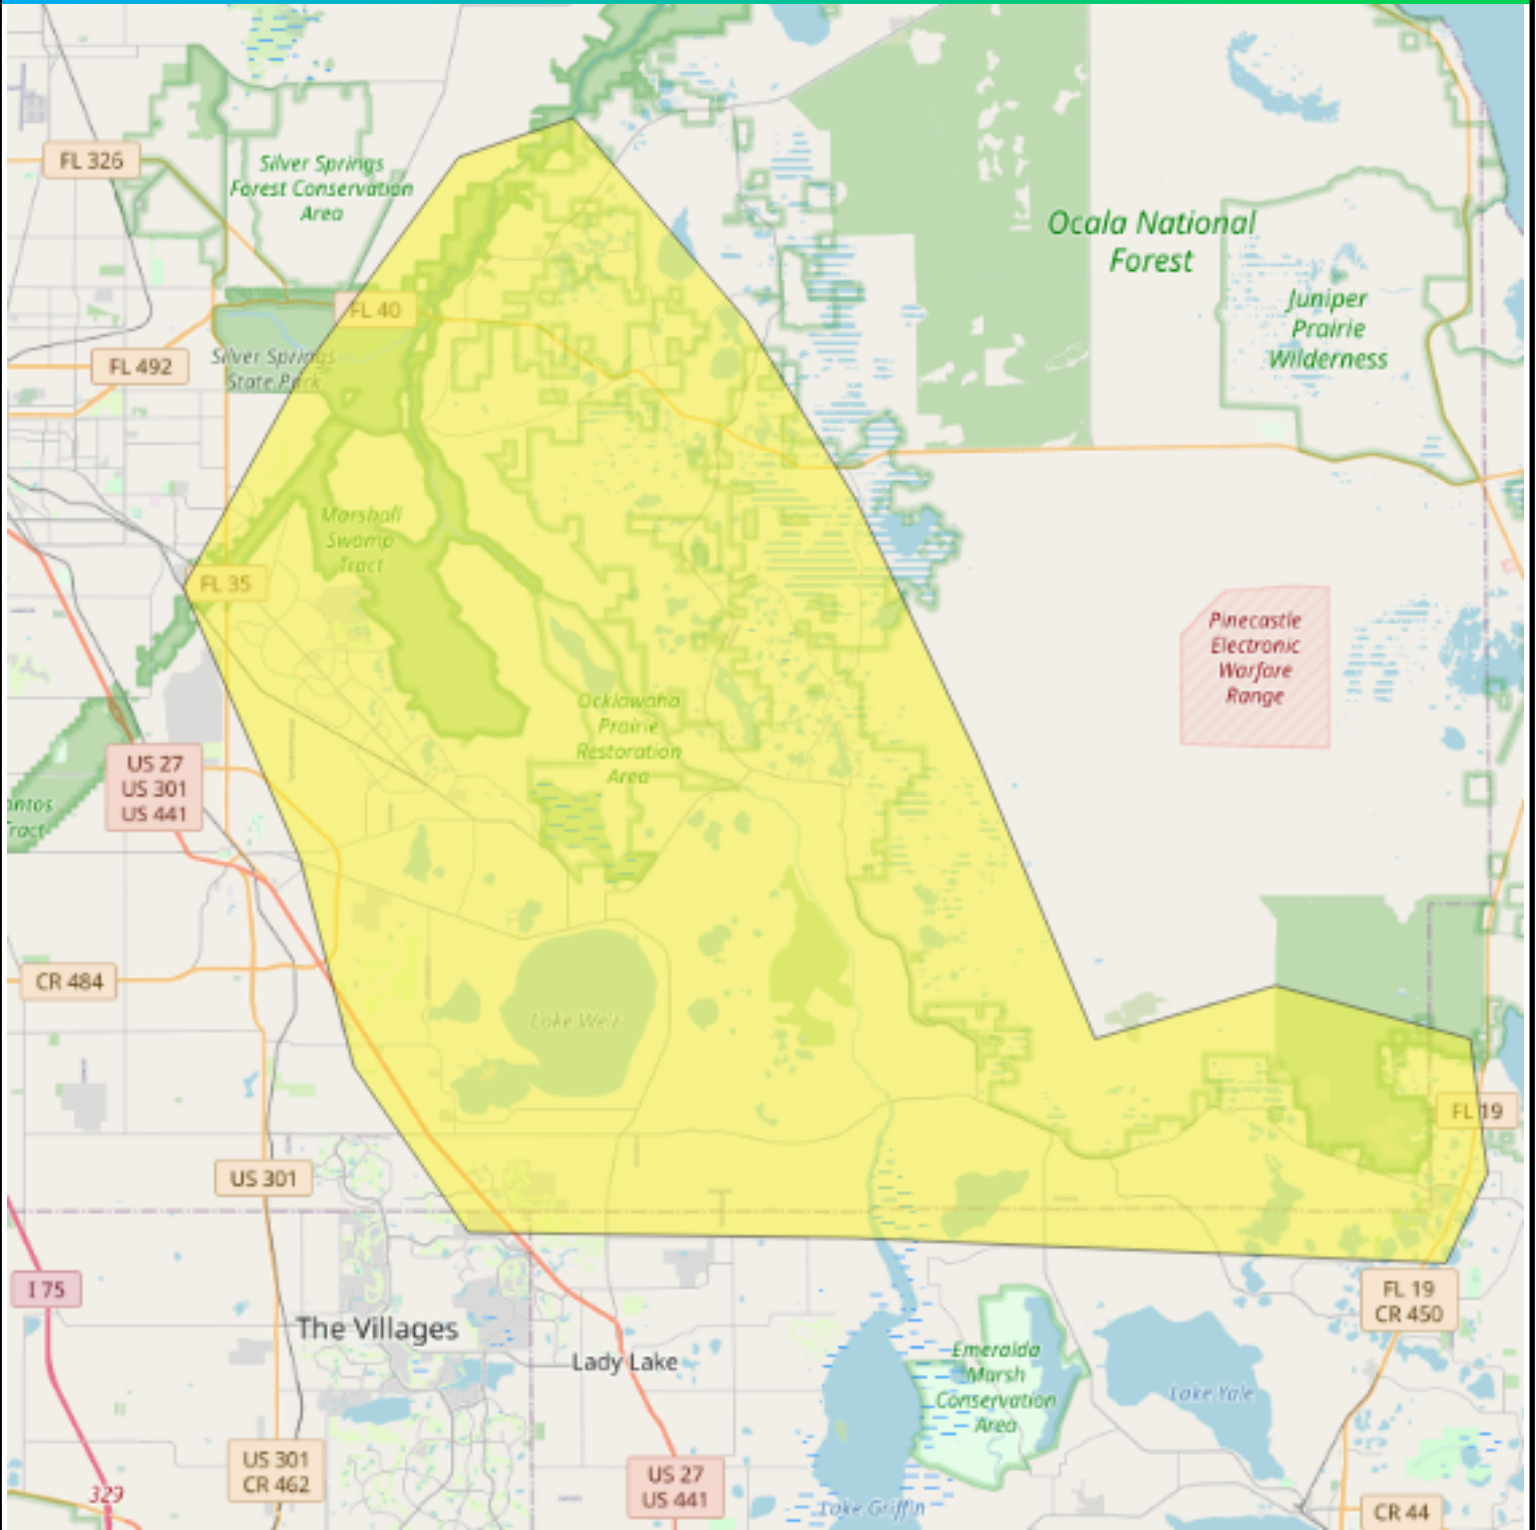 FL 326
Silver Springs
Forest Conservation
Area
Ocala National
Forest
FL 40
Juniper
Prairie
Wilderness
FL 492
Silver Springs
State Park
Marshall
Swamp
Tract
FL 35
Pinecastle
Electronic
Warfare
Range
Ocklawaha
Prairie
Restoration
Area
US 27
US 301
US 441
antos
ract
CR 484
Lake Weir
FL 19
US 301
I 75
FL 19
CR 450
The Villages
Lady Lake
Emeralda
Marsh
Conservation
Area
Lake Yale
US 301
CR 462
US 27
US 441
329
Lake Griffin
CR 44